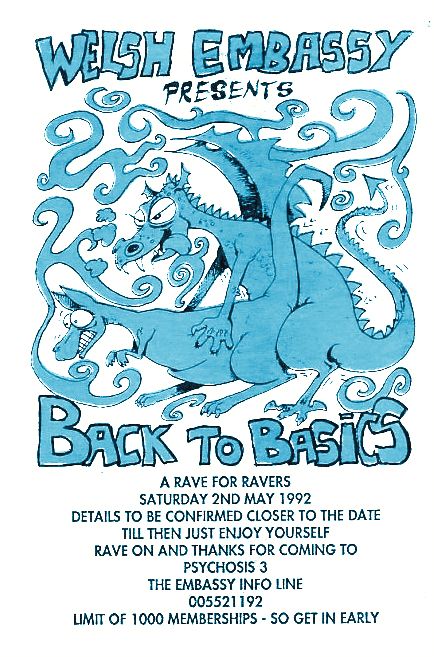 WELSH EMBASSY
PRESENTS
BACK TO BASICS
A RAVE FOR RAVERS
SATURDAY 2ND MAY 1992
DETAILS TO BE CONFIRMED CLOSER TO THE DATE
TILL THEN JUST ENJOY YOURSELF
RAVE ON AND THANKS FOR COMING TO
PSYCHOSIS 3
THE EMBASSY INFO LINE
005521192
LIMIT OF 1000 MEMBERSHIPS - SO GET IN EARLY